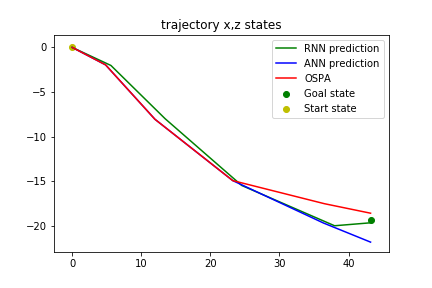 trajectory x,z states
RNN prediction
ANN prediction
OSPA
Goal state
Start state
0
−5
−10
−15
−20
0 10 20 30 40